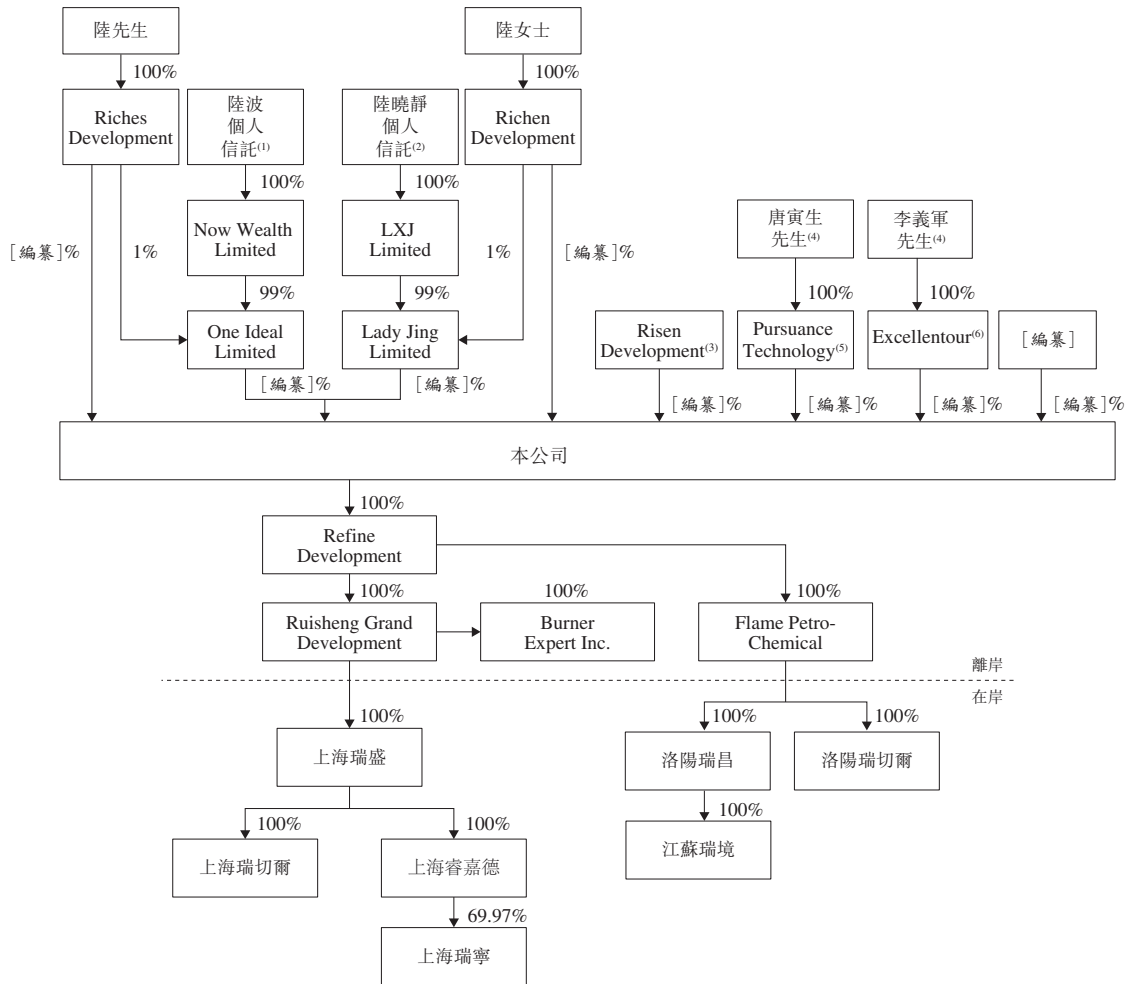 陸先生
陸女士
100%
100%
Riches
Development
陸波
個人
信託(1)
陸曉靜
個人
信託(2)
Richen
Development
100%
100%
Now Wealth
Limited
LXJ
Limited
唐寅生
先生(4)
李義軍
先生(4)
[編纂]%
1%
1%
[編纂]%
99%
99%
100%
100%
One Ideal
Limited
Lady Jing
Limited
Risen
Development(3)
Pursuance
Technology(5)
Excellentour(6)
[編纂]
[編纂]%
[編纂]%
[編纂]%
[編纂]%
[編纂]%
[編纂]%
本公司
100%
Refine
Development
100%
100%
100%
Ruisheng Grand
Development
Burner
Expert Inc.
Flame Petro-
Chemical
離岸
在岸
100%
100%
100%
上海瑞盛
洛陽瑞昌
洛陽瑞切爾
100%
100%
100%
上海瑞切爾
上海睿嘉德
江蘇瑞境
69.97%
上海瑞寧